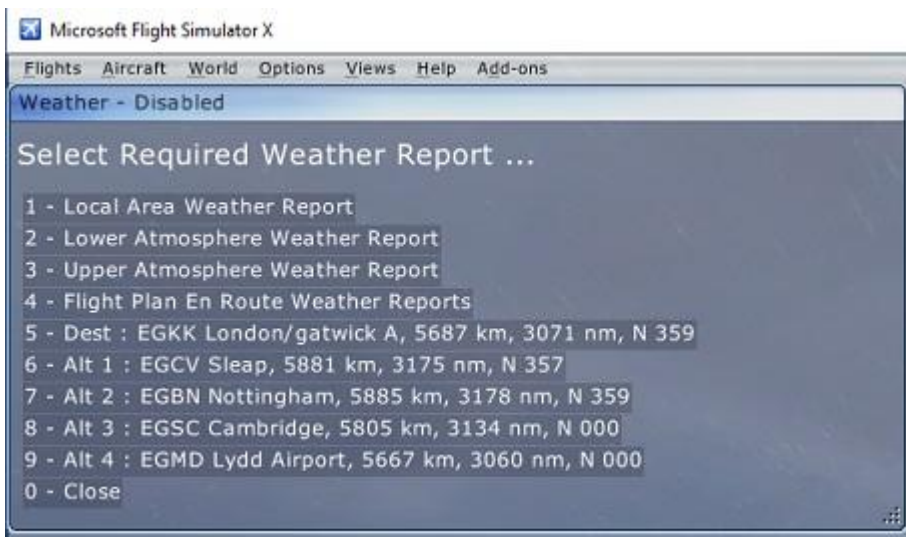 Microsoft Flight Simulator X
Flights Aircraft World Options Views Help Add-ons
Weather - Disabled
Select Required Weather Report ...
1 - Local Area Weather Report
2 - Lower Atmosphere Weather Report
3 - Upper Atmosphere Weather Report
4 - Flight Plan En Route Weather Reports
5 - Dest : EGKK London/gatwick A, 5687 km, 3071 nm, N 359
6 - Alt 1 : EGCV Sleap, 5881 km, 3175 nm, N 357
7 - Alt 2 : EGBN Nottingham, 5885 km, 3178 nm, N 359
8 - Alt 3 : EGSC Cambridge, 5805 km, 3134 nm, N 000
9 - Alt 4 : EGMD Lydd Airport, 5667 km, 3060 nm, N 000
0 - Close